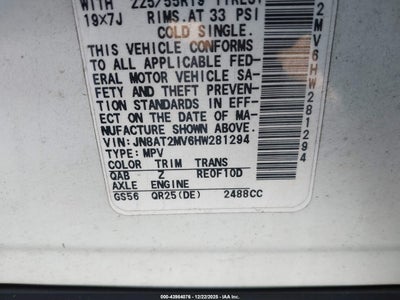 WITH 225/55R19 TIRES,
19x7J RIMS.AT 33 PSI
COLD SINGLE.
THIS VEHICLE CONFORMS
TO ALL APPLICABLE FED-
ERAL MOTOR VEHICLE SA-
FETY AND THEFT PREVEN-
TION STANDARDS IN EFF-
ECT ON THE DATE OF MA-
NUFACTURE SHOWN ABOVE.
VIN:JN8AT2MV6HW281294
TYPE:MPV
COLOR TRIM TRANS
QAB Z RE0F10D
AXLE ENGINE
GS56 QR25(DE) 2488CC
2MV6HW281294
000-43984076 - 12/22/2025 - IAA Inc.